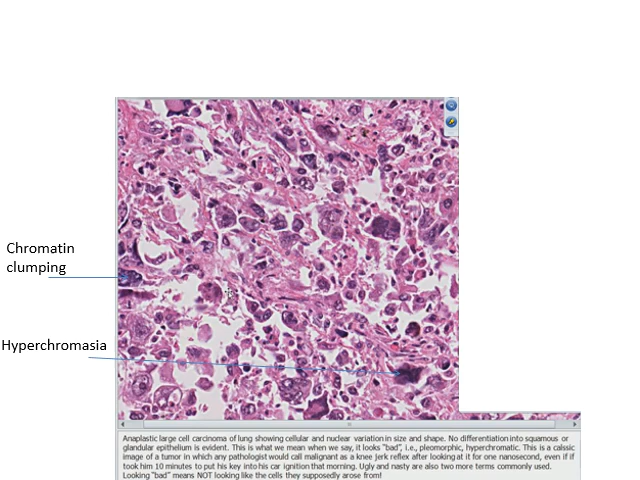 Chromatin
clumping
Hyperchromasia
Anaplastic large cell carcinoma of lung showing cellular and nuclear variation in size and shape. No differentiation into squamous or
glandular epithelium is evident. This is what we mean when we say, it looks "bad", i.e., pleomorphic, hyperchromatic. This is a calssic
image of a tumor in which any pathologist would call malignant as a knee jerk reflex after looking at it for one nanosecond, even if if
took him 10 minutes to put his key into his car ignition that morning. Ugly and nasty are also two more terms commonly used.
Looking "bad" means NOT looking like the cells they supposedly arose from!